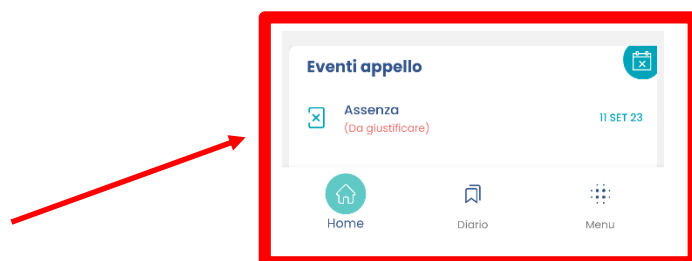 Eventi appello
Assenza
(Da giustificare)
11 SET 23
Home
Diario
Menu